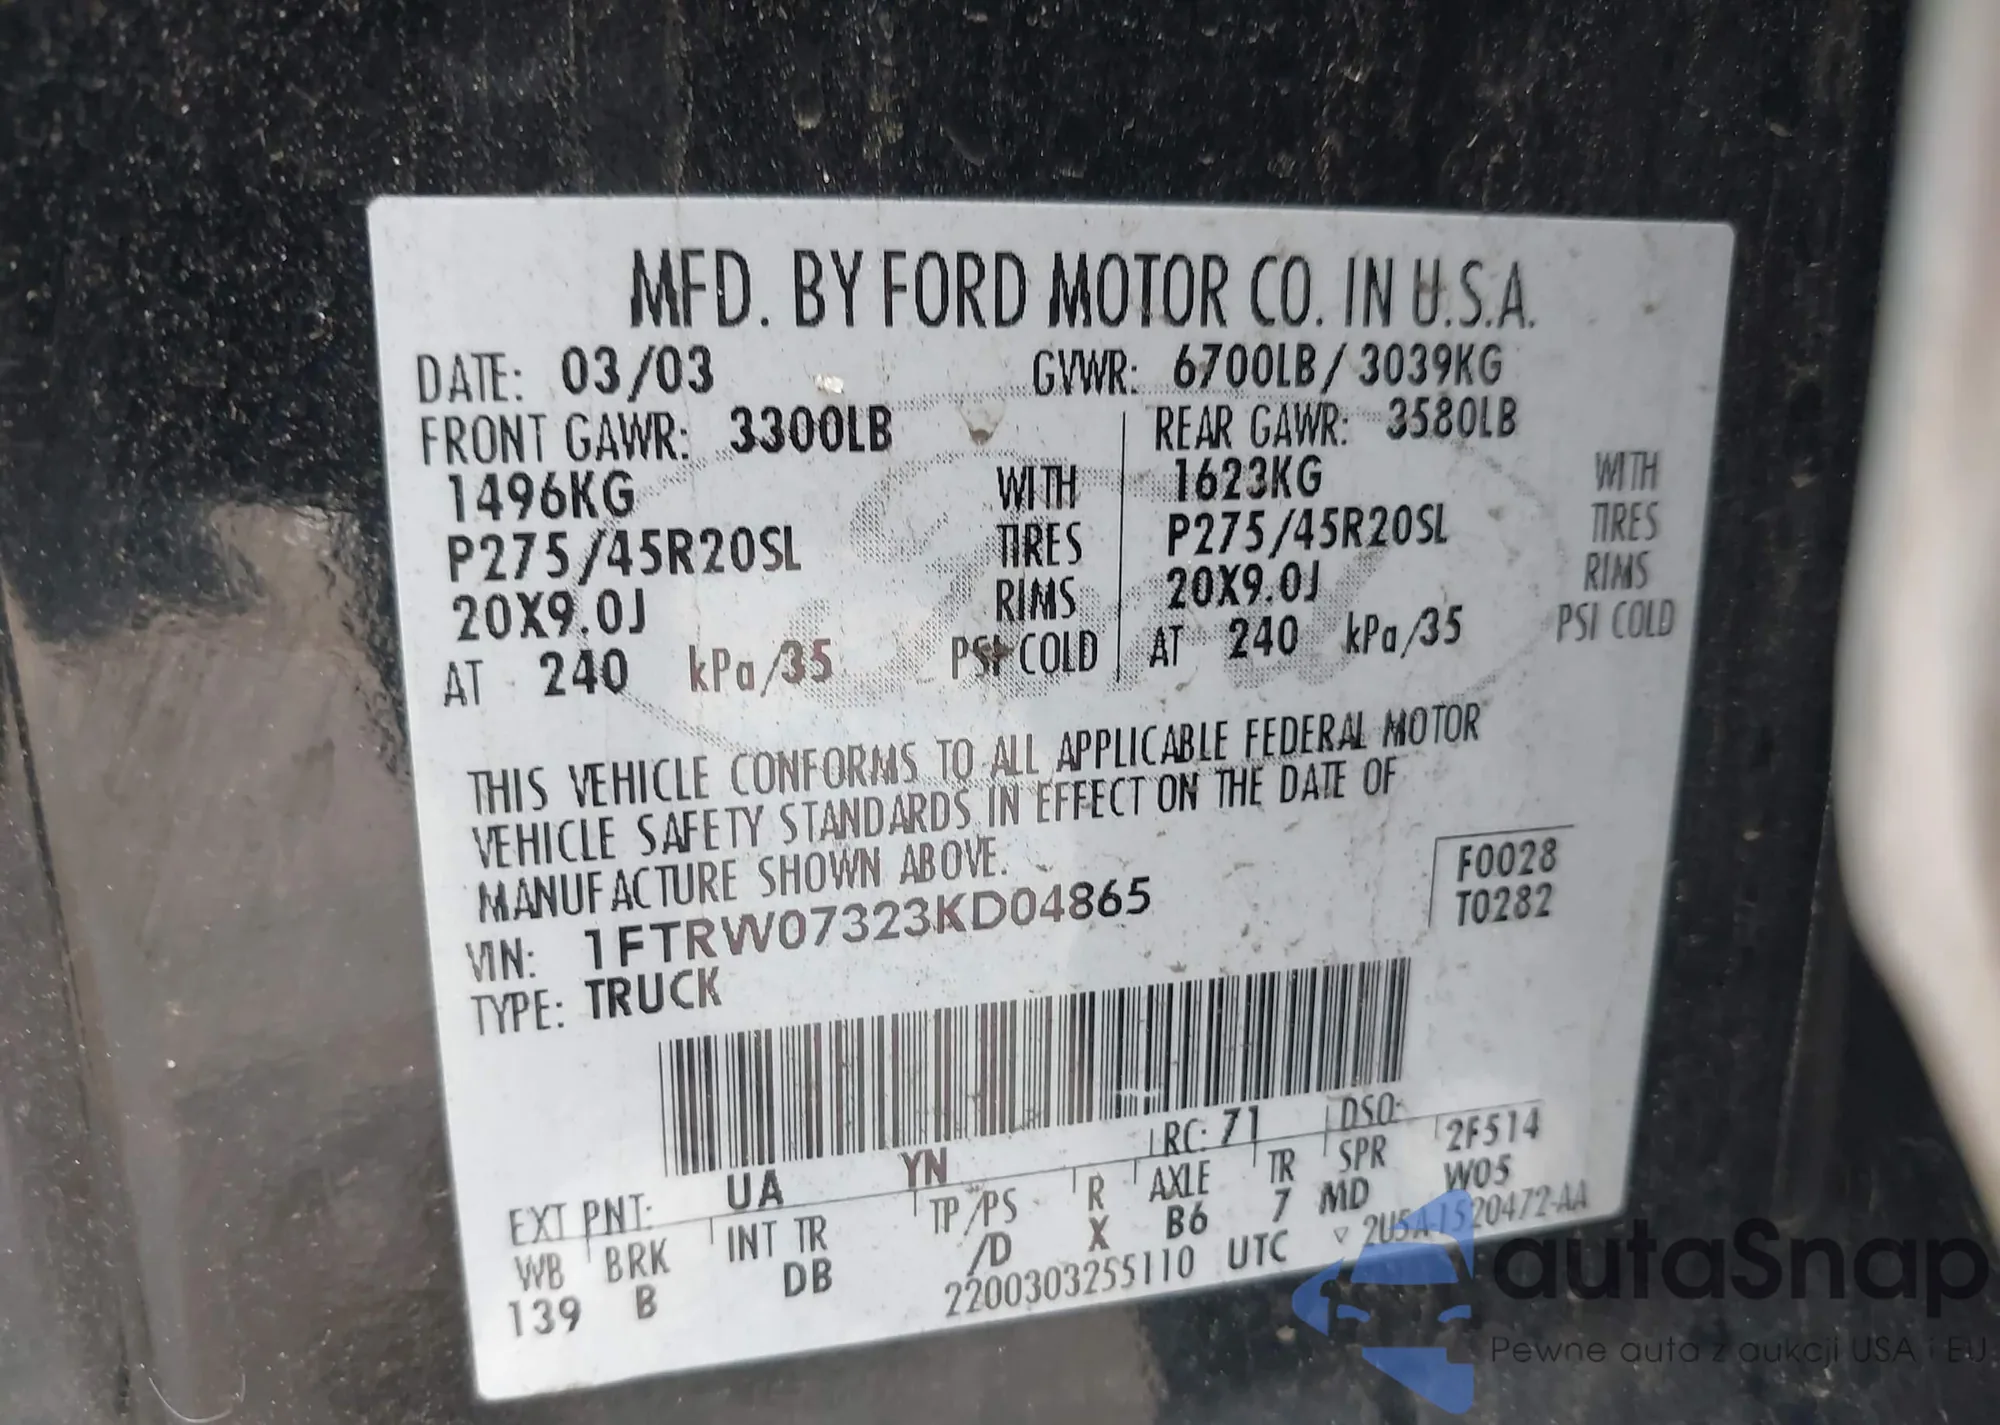 MFD. BY FORD MOTOR CO. IN U.S.A.
DATE: 03/03 GVWR: 6700LB / 3039KG
FRONT GAWR: 3300LB REAR GAWR: 3580LB
1496KG WITH 1623KG WITH
P275/45R20SL TIRES P275/45R20SL TIRES
20X9.0J RIMS 20X9.0J RIMS
AT 240 kPa/35 PSI COLD AT 240 kPa/35 PSI COLD
THIS VEHICLE CONFORMS TO ALL APPLICABLE FEDERAL MOTOR
VEHICLE SAFETY STANDARDS IN EFFECT ON THE DATE OF
MANUFACTURE SHOWN ABOVE.
F0028
T0282
VIN: 1FTRW07323KD04865
TYPE: TRUCK
EXT PNT: UA YN RC: 71 DSO: 2F514
WB BRK INT TR TP/PS R AXLE TR SPR W05
139 B DB /D X B6 7 MD
2200303255110 UTC ▽ 2U5A-1520472-AA
autaSnap
Pewne auta z aukcji USA i EU